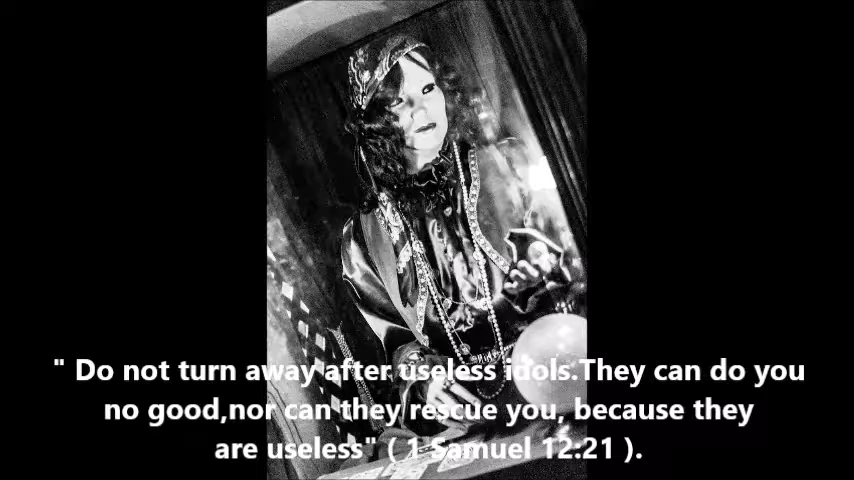 " Do not turn away after useless idols.They can do you
no good,nor can they rescue you, because they
are useless" ( 1 Samuel 12:21 ).